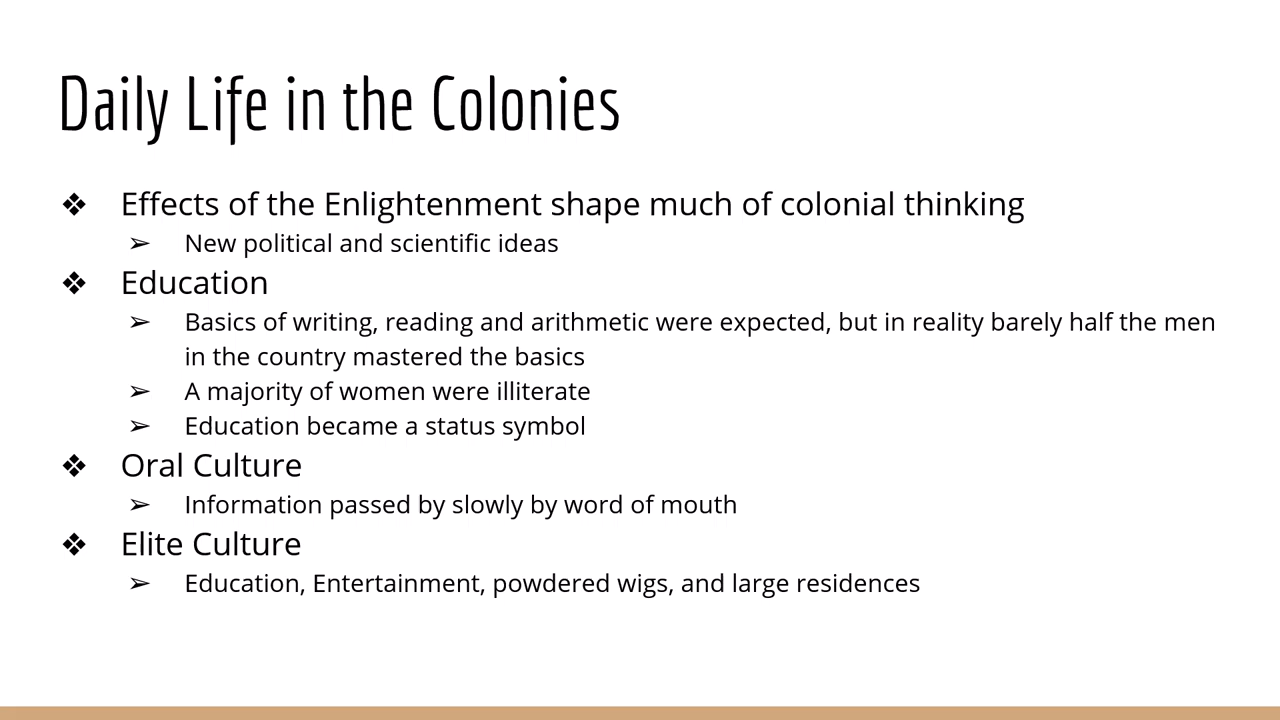 Daily Life in the Colonies
❖ Effects of the Enlightenment shape much of colonial thinking
➢ New political and scientific ideas
❖ Education
➢ Basics of writing, reading and arithmetic were expected, but in reality barely half the men
in the country mastered the basics
➢ A majority of women were illiterate
➢ Education became a status symbol
❖ Oral Culture
➢ Information passed by slowly by word of mouth
❖ Elite Culture
➢ Education, Entertainment, powdered wigs, and large residences